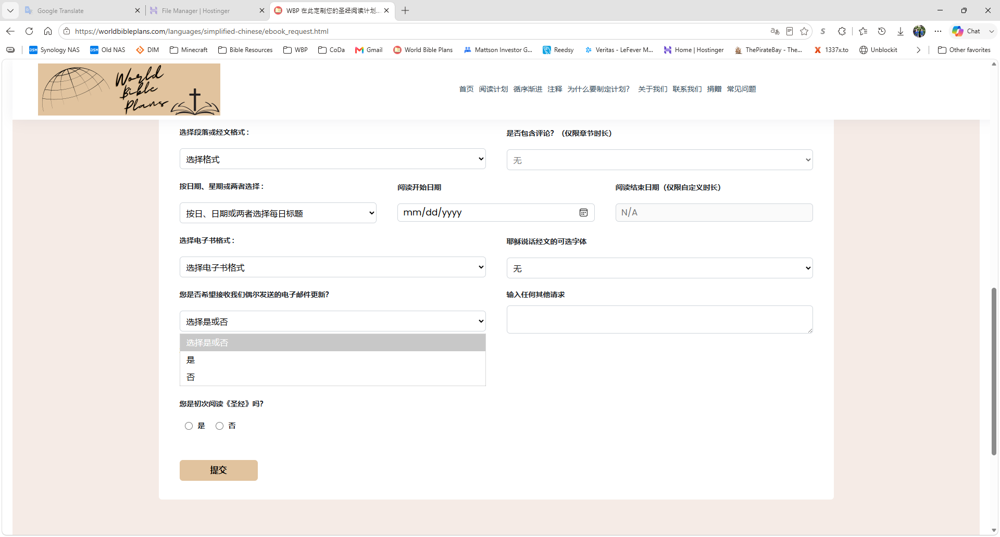 Google Translate
File Manager | Hostinger
WBP 在此定制您的圣经阅读计划...
https://worldbibleplans.com/languages/simplified-chinese/ebook_request.html
Chat
Synology NAS
Old NAS
DIM
Minecraft
Bible Resources
WBP
CoDa
Gmail
World Bible Plans
Mattson Investor G...
Reedsy
Veritas - LeFever M...
Home | Hostinger
ThePirateBay - The...
1337x.to
Unblockit
Other favorites
World
Bible
Plans
首页 阅读计划 循序渐进 注释 为什么要制定计划？ 关于我们 联系我们 捐赠 常见问题
选择段落或经文格式：
是否包含评论？（仅限章节时长）
选择格式
无
按日期、星期或两者选择：
阅读开始日期
阅读结束日期（仅限自定义时长）
按日、日期或两者选择每日标题
mm/dd/yyyy
N/A
选择电子书格式：
耶稣说话经文的可选字体
选择电子书格式
无
您是否希望接收我们偶尔发送的电子邮件更新？
输入任何其他请求
选择是或否
选择是或否
是
否
您是初次阅读《圣经》吗？
是 否
提交